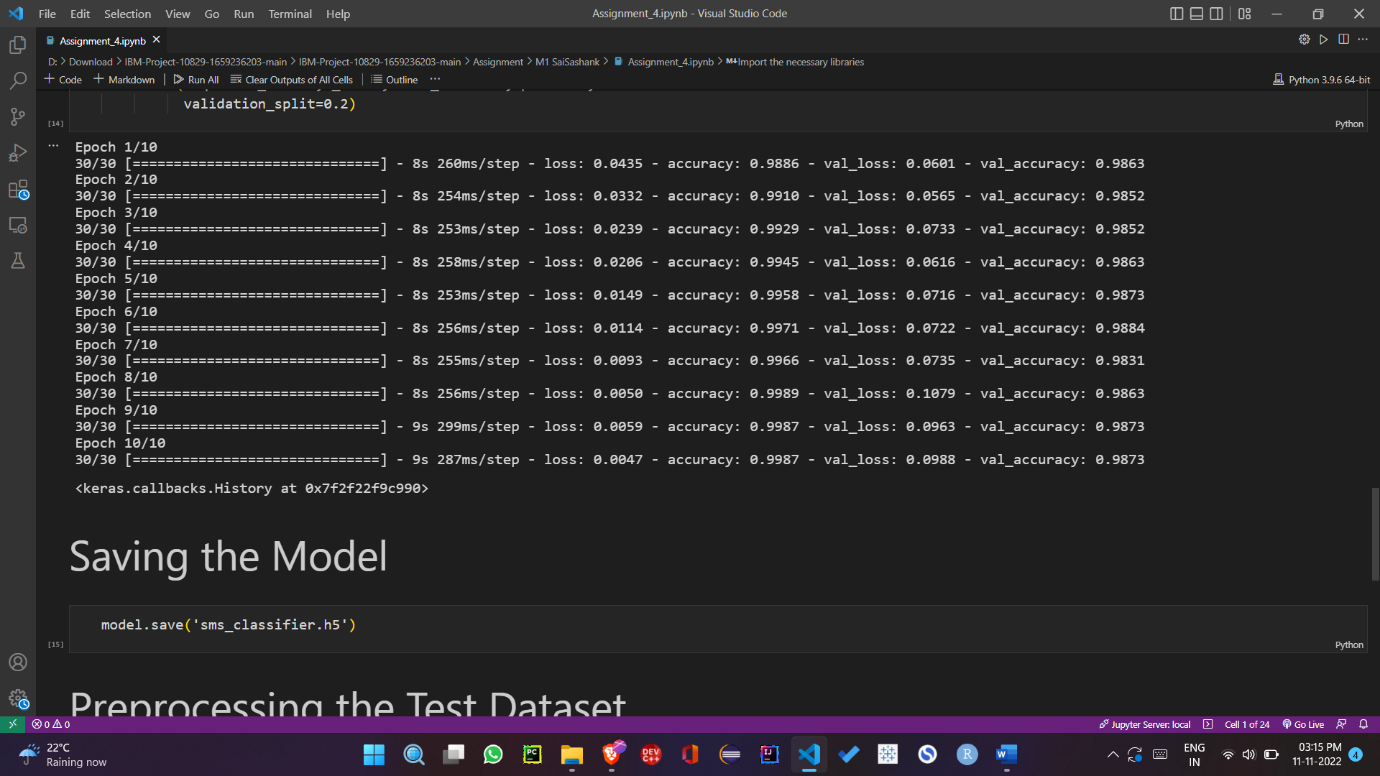 File Edit Selection View Go Run Terminal Help
Assignment_4.ipynb - Visual Studio Code
Assignment_4.ipynb
D: > Download > IBM-Project-10829-1659236203-main > IBM-Project-10829-1659236203-main > Assignment > M1 SaiSashank > Assignment_4.ipynb > M↓Import the necessary libraries
+ Code + Markdown Run All Clear Outputs of All Cells Outline ...
Python 3.9.6 64-bit
validation_split=0.2)
[14]
Python
Epoch 1/10
30/30 [==============================] - 8s 260ms/step - loss: 0.0435 - accuracy: 0.9886 - val_loss: 0.0601 - val_accuracy: 0.9863
Epoch 2/10
30/30 [==============================] - 8s 254ms/step - loss: 0.0332 - accuracy: 0.9910 - val_loss: 0.0565 - val_accuracy: 0.9852
Epoch 3/10
30/30 [==============================] - 8s 253ms/step - loss: 0.0239 - accuracy: 0.9929 - val_loss: 0.0733 - val_accuracy: 0.9852
Epoch 4/10
30/30 [==============================] - 8s 258ms/step - loss: 0.0206 - accuracy: 0.9945 - val_loss: 0.0616 - val_accuracy: 0.9863
Epoch 5/10
30/30 [==============================] - 8s 253ms/step - loss: 0.0149 - accuracy: 0.9958 - val_loss: 0.0716 - val_accuracy: 0.9873
Epoch 6/10
30/30 [==============================] - 8s 256ms/step - loss: 0.0114 - accuracy: 0.9971 - val_loss: 0.0722 - val_accuracy: 0.9884
Epoch 7/10
30/30 [==============================] - 8s 255ms/step - loss: 0.0093 - accuracy: 0.9966 - val_loss: 0.0735 - val_accuracy: 0.9831
Epoch 8/10
30/30 [==============================] - 8s 256ms/step - loss: 0.0050 - accuracy: 0.9989 - val_loss: 0.1079 - val_accuracy: 0.9863
Epoch 9/10
30/30 [==============================] - 9s 299ms/step - loss: 0.0059 - accuracy: 0.9987 - val_loss: 0.0963 - val_accuracy: 0.9873
Epoch 10/10
30/30 [==============================] - 9s 287ms/step - loss: 0.0047 - accuracy: 0.9987 - val_loss: 0.0988 - val_accuracy: 0.9873
<keras.callbacks.History at 0x7f2f22f9c990>
Saving the Model
model.save('sms_classifier.h5')
[15]
Python
Preprocessing the Test Dataset
0 0
Jupyter Server: local Cell 1 of 24 Go Live
22°C
Raining now
PC
DEV C++
IJ
R
W
ENG
IN
03:15 PM
11-11-2022
4